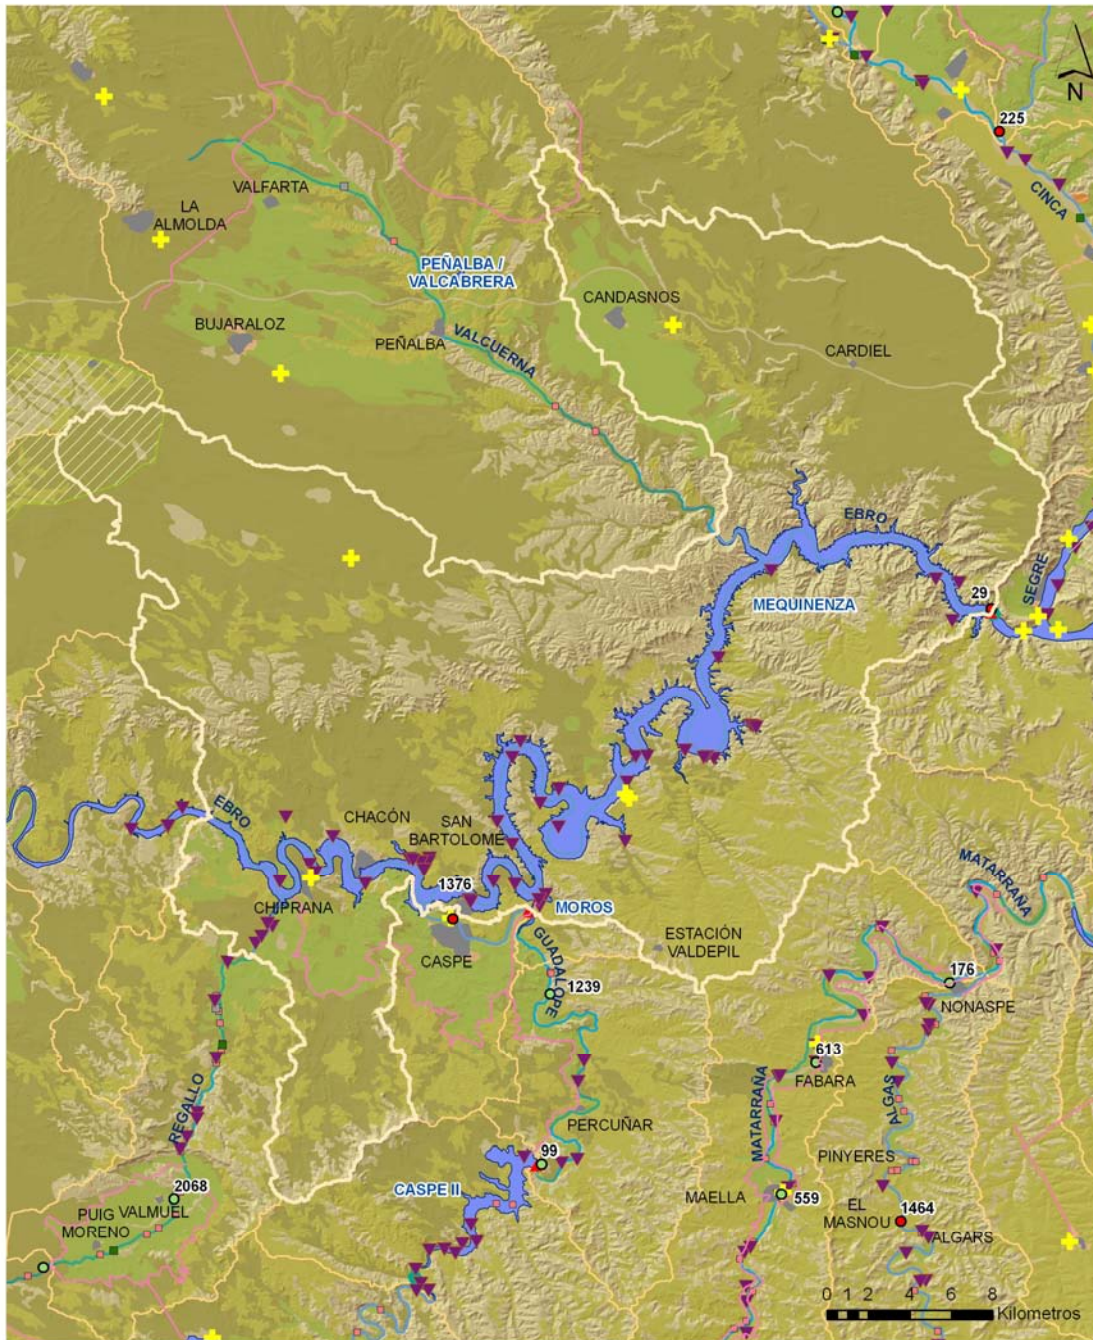 N
225
CINCA
VALFARTA
LA
ALMOLDA
PEÑALBA /
VALCABRERA
CANDASNOS
BUJARALOZ
PEÑALBA
VALCUERNA
CARDIEL
EBRO
SEGRE
29
MEQUINENZA
EBRO
CHACÓN
SAN
BARTOLOMÉ
MATARRAÑA
1376
CHIPRANA
MOROS
GUADALOPE
ESTACIÓN
VALDEPIL
CASPE
176
1239
NONASPE
613
FABARA
REGALLO
MATARRAÑA
ALGAS
PERCUÑAR
99
PINYERES
CASPE II
2068
MAELLA
559
PUIG
MORENO
VALMUEL
EL
MASNOU
1464
ALGARS
0 1 2 4 6 8
Kilometros